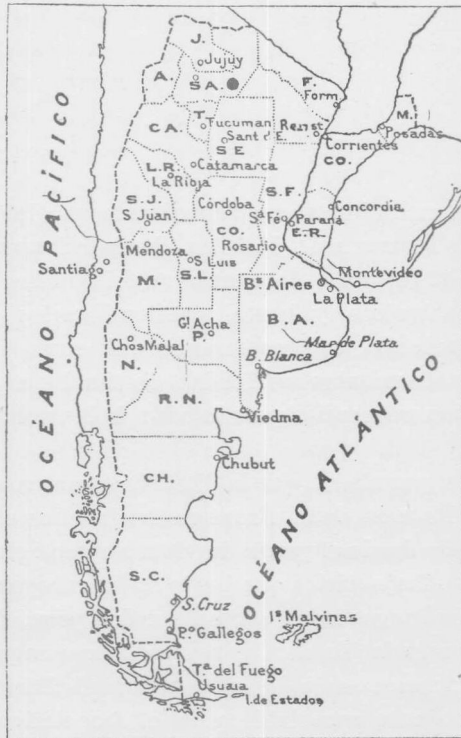 J.
Jujuy
A.
SA.
F.
Form
CA.
T.
Tucuman
Sant d E.
S E
Resist
M.
Posadas
Corrientes
CO.
Catamarca
L.R.
La Rioja
S.J.
S Juan
Córdoba
CO.
S.F.
Sª Fé
Paraná
Concordia
E.R.
Rosario
Mendoza
Santia
M.
S Luis
S.L.
Bˢ Aires
Montevideo
La Plata
B.A.
Mar de Plata
Gˡ Acha
P.
Chos Malal
N.
B. Blanca
R.N.
Viedma
Chubut
CH.
S.C.
S. Cruz
Pº Gallegos
Iˢ Malvinas
Tª del Fuego
Usuaia
I. de Estados
OCÉANO PACÍFICO
OCÉANO ATLÁNTICO